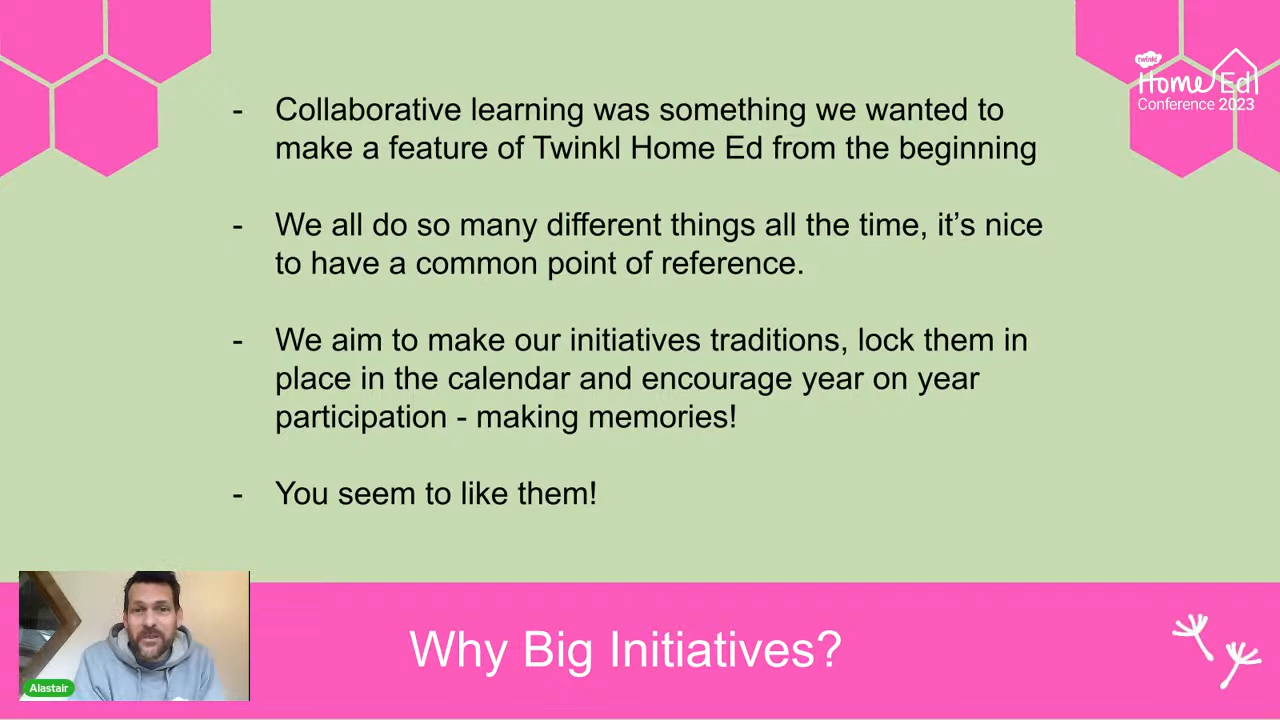 twinkl
Home Ed
Conference 2023
- Collaborative learning was something we wanted to
make a feature of Twinkl Home Ed from the beginning
- We all do so many different things all the time, it’s nice
to have a common point of reference.
- We aim to make our initiatives traditions, lock them in
place in the calendar and encourage year on year
participation - making memories!
- You seem to like them!
Alastair
Why Big Initiatives?